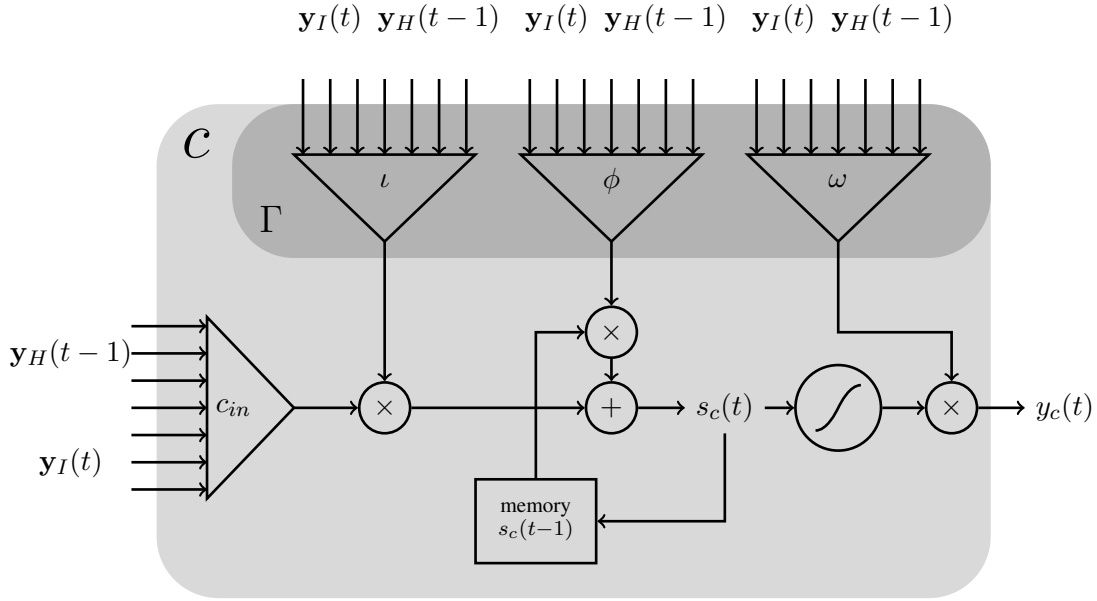 y_I(t) y_H(t−1) y_I(t) y_H(t−1) y_I(t) y_H(t−1)
c
ι ϕ ω
Γ
×
y_H(t−1)
c_in × + s_c(t) × y_c(t)
y_I(t)
memory
s_c(t−1)